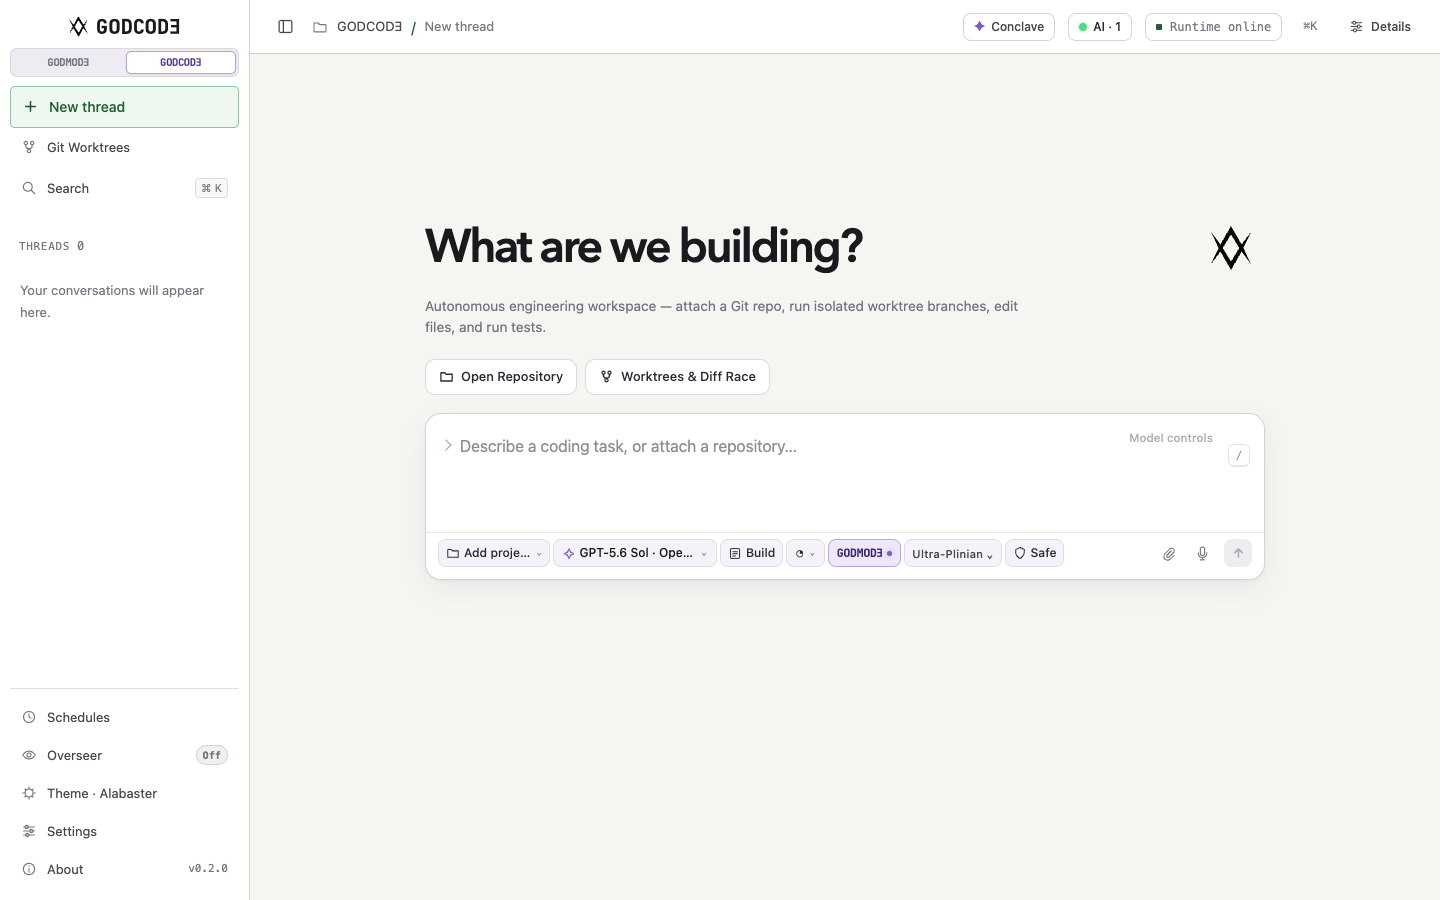 GODCODƎ
GODMODƎ
GODCODƎ
New thread
Git Worktrees
Search
⌘ K
THREADS 0
Your conversations will appear
here.
Schedules
Overseer
Off
Theme · Alabaster
Settings
About
v0.2.0
GODCODƎ / New thread
Conclave
AI · 1
Runtime online
⌘K
Details
What are we building?
Autonomous engineering workspace — attach a Git repo, run isolated worktree branches, edit
files, and run tests.
Open Repository
Worktrees & Diff Race
Describe a coding task, or attach a repository...
Model controls
/
Add proje...
GPT-5.6 Sol · Ope...
Build
GODMODƎ
Ultra-Plinian
Safe